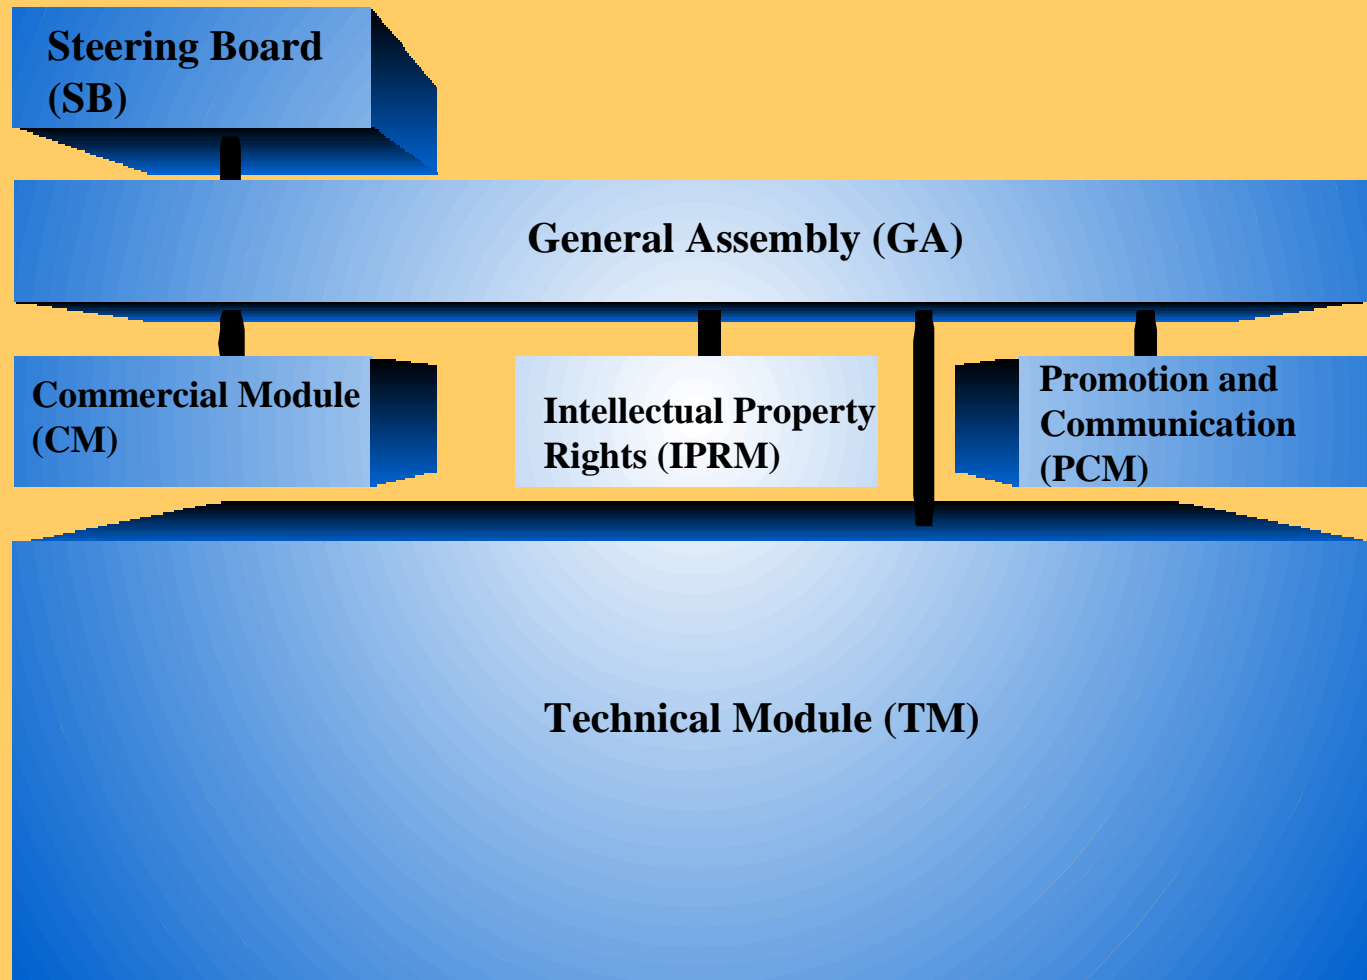 Steering Board
(SB)
General Assembly (GA)
Commercial Module
(CM)
Intellectual Property
Rights (IPRM)
Promotion and
Communication
(PCM)
Technical Module (TM)